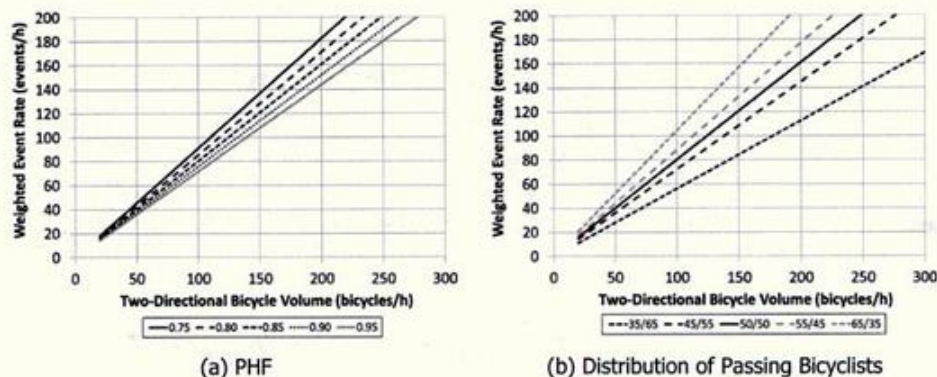 Weighted Event Rate (events/h)
200
180
160
140
120
100
80
60
40
20
0
0 50 100 150 200 250 300
Two-Directional Bicycle Volume (bicycles/h)
0.75 0.80 0.85 0.90 0.95
(a) PHF
Weighted Event Rate (events/h)
200
180
160
140
120
100
80
60
40
20
0
0 50 100 150 200 250 300
Two-Directional Bicycle Volume (bicycles/h)
35/65 45/55 50/50 55/45 65/35
(b) Distribution of Passing Bicyclists